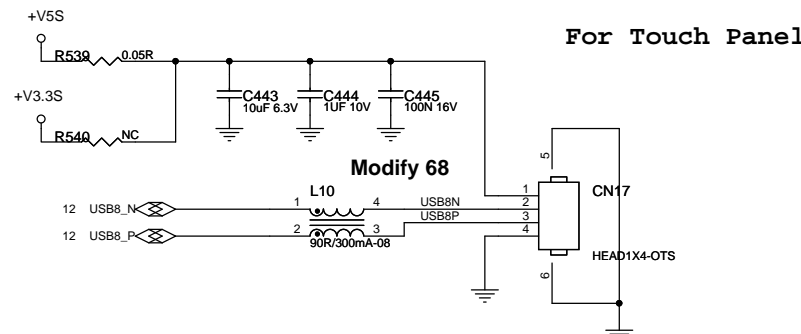 +V5S
For Touch Panel
R539 0.05R
+V3.3S
C443
10uF 6.3V
C444
1UF 10V
C445
100N 16V
R540 NC
Modify 68
5
L10
1
CN17
12 USB8_N 1 4 USB8N 2
12 USB8_P 2 3 USB8P 3
4
90R/300mA-08
HEAD1X4-OTS
6